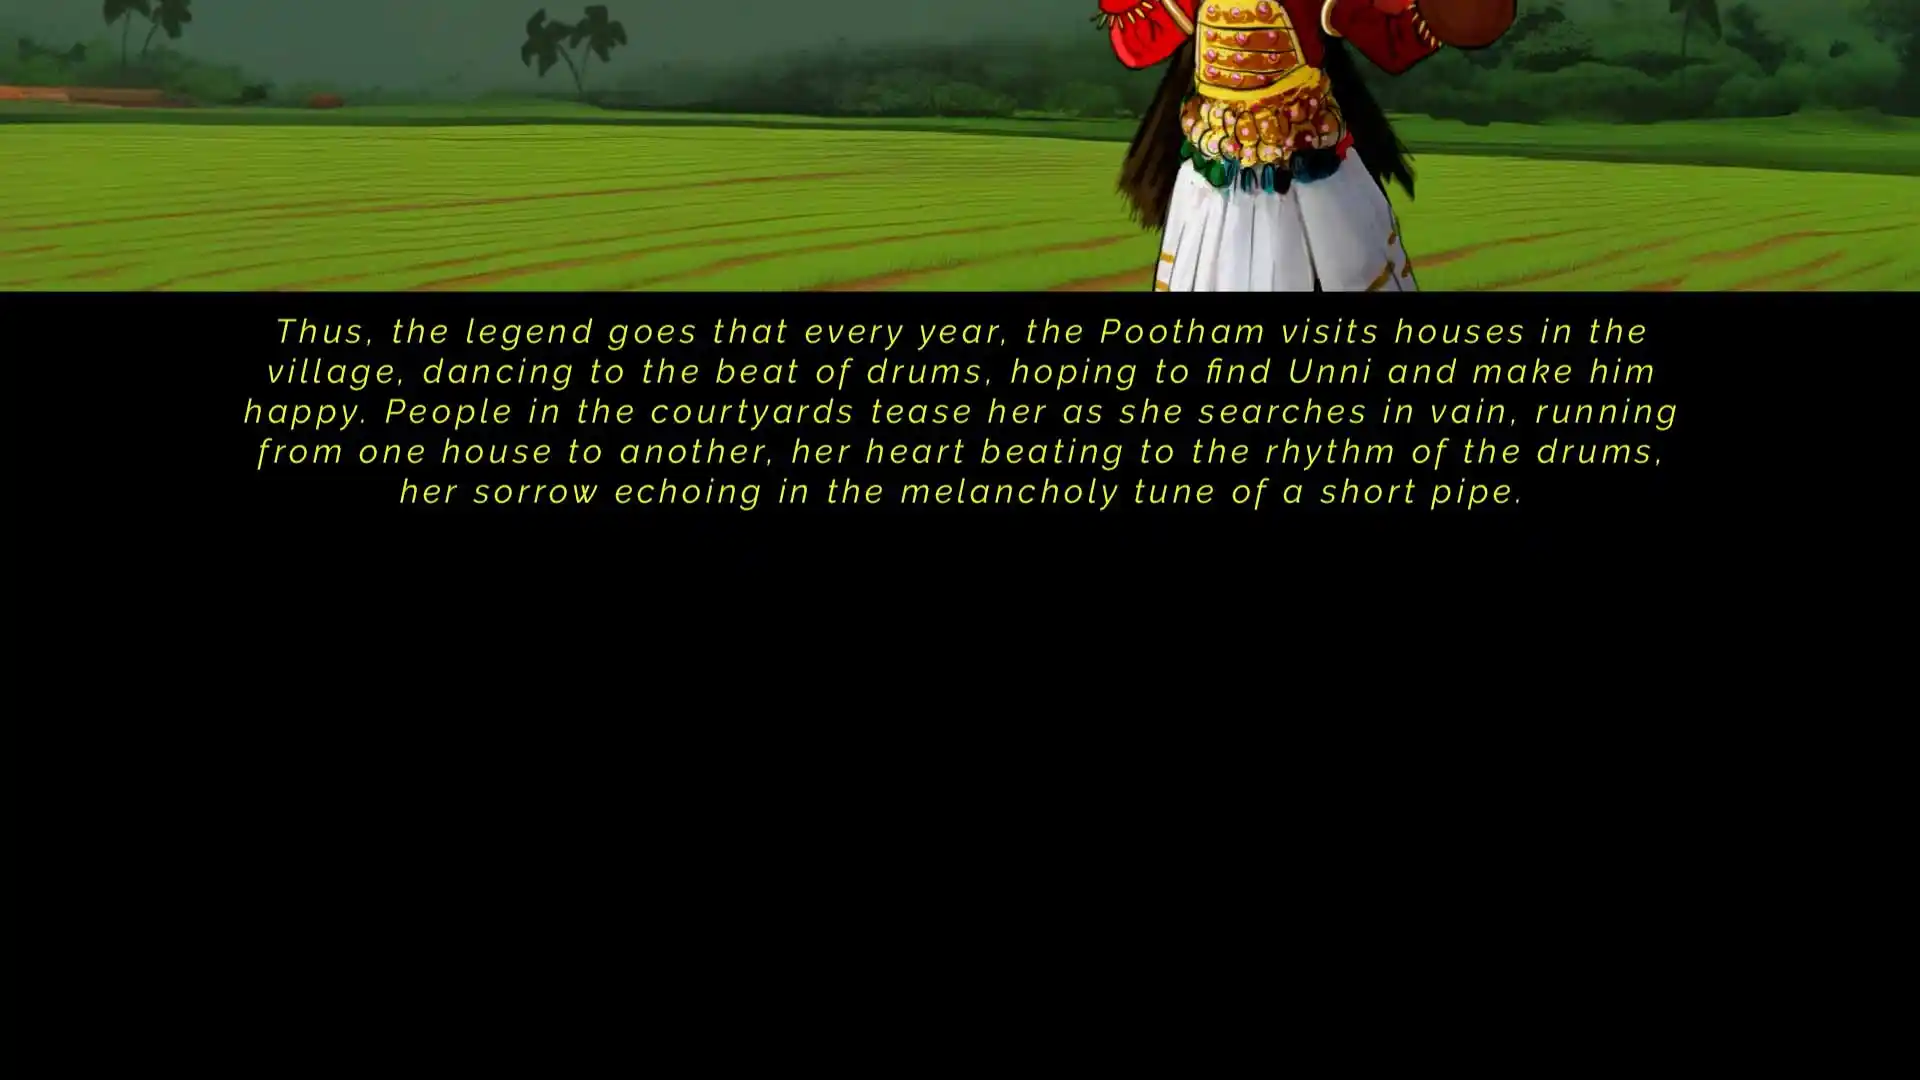 Thus, the legend goes that every year, the Pootham visits houses in the
village, dancing to the beat of drums, hoping to find Unni and make him
happy. People in the courtyards tease her as she searches in vain, running
from one house to another, her heart beating to the rhythm of the drums,
her sorrow echoing in the melancholy tune of a short pipe.